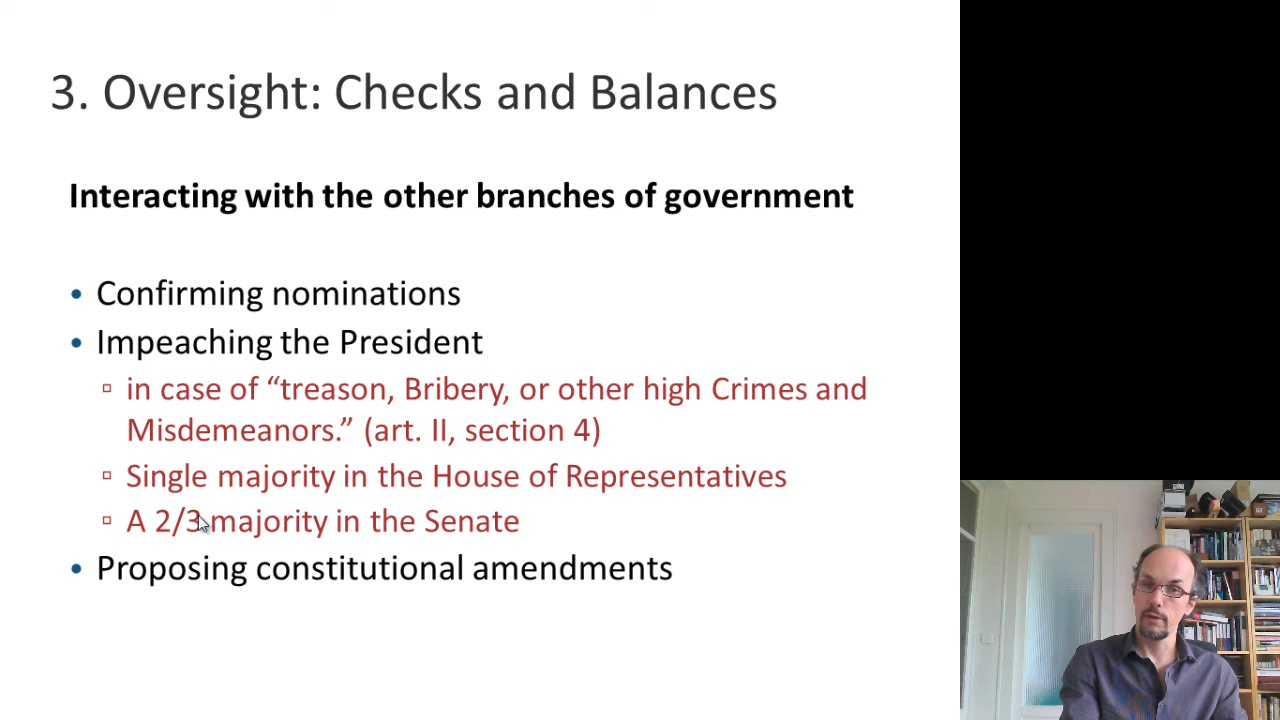 3. Oversight: Checks and Balances
Interacting with the other branches of government
• Confirming nominations
• Impeaching the President
▫ in case of “treason, Bribery, or other high Crimes and
Misdemeanors.” (art. II, section 4)
▫ Single majority in the House of Representatives
▫ A 2/3 majority in the Senate
• Proposing constitutional amendments